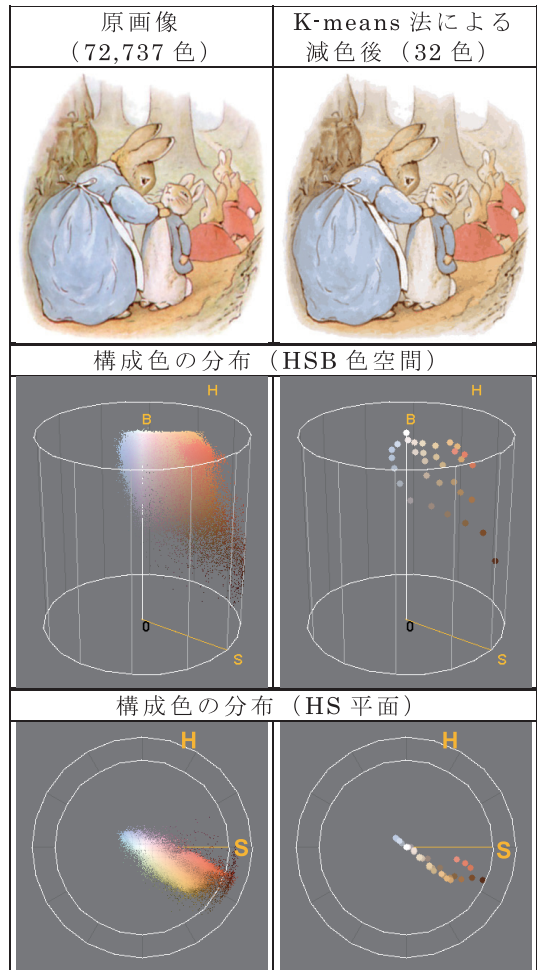 原画像
(72,737 色)
K-means 法による
減色後 (32 色)
構成色の分布 (HSB 色空間)
H
B
0
S
H
B
0
S
構成色の分布 (HS 平面)
H
S
H
S